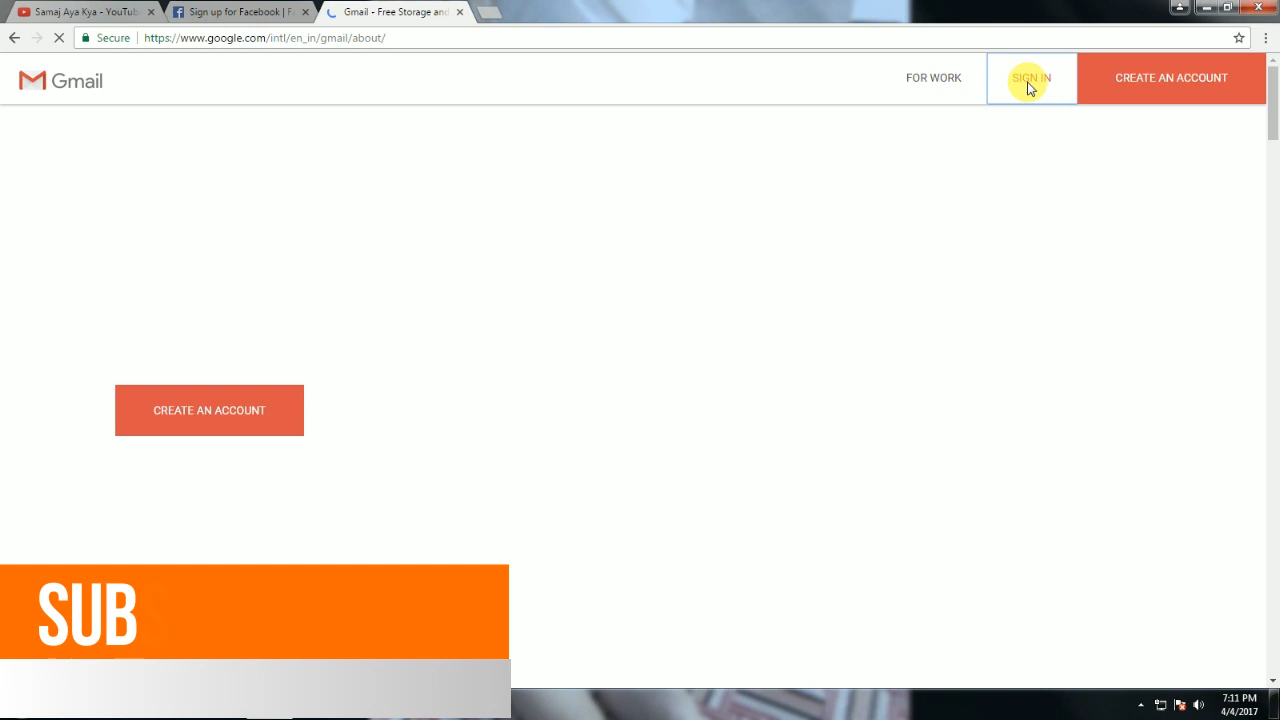 Samaj Aya Kya - YouTub
Sign up for Facebook | Fa
Gmail - Free Storage and
Secure
https://www.google.com/intl/en_in/gmail/about/
Gmail
FOR WORK
SIGN IN
CREATE AN ACCOUNT
CREATE AN ACCOUNT
SUB
7:11 PM
4/4/2017